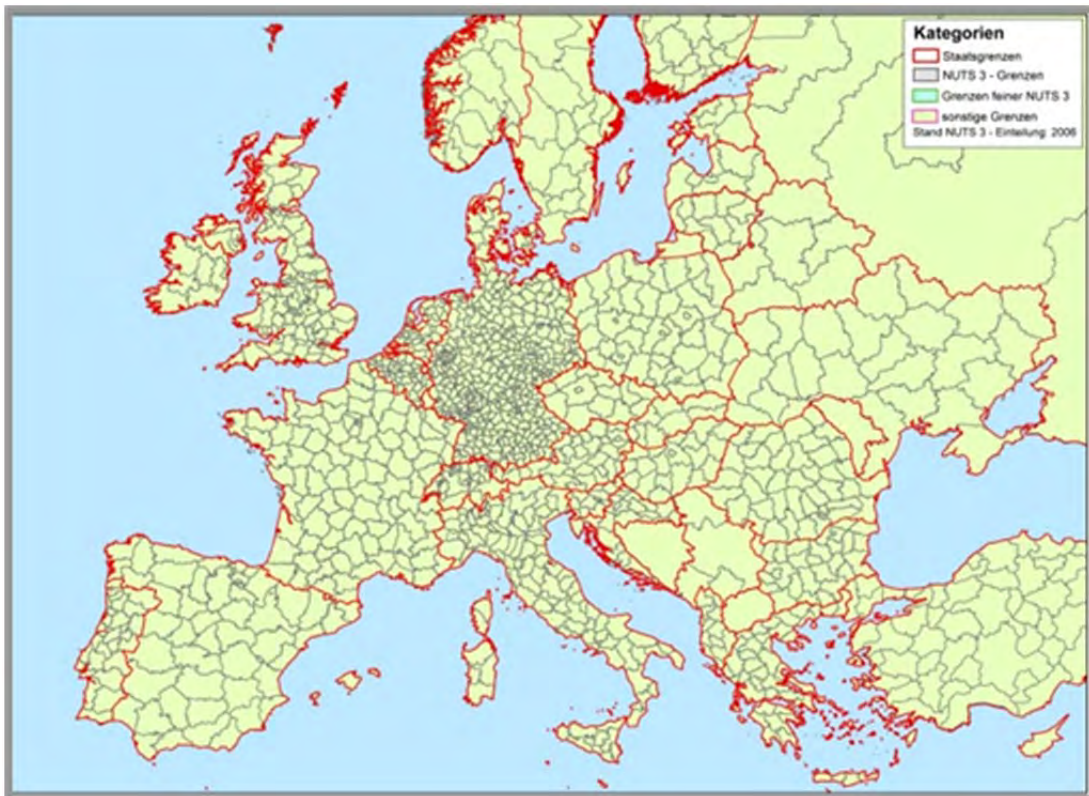 Kategorien
Staatsgrenzen
NUTS 3 - Grenzen
Grenzen feiner NUTS 3
sonstige Grenzen
Stand NUTS 3 - Einteilung: 2006